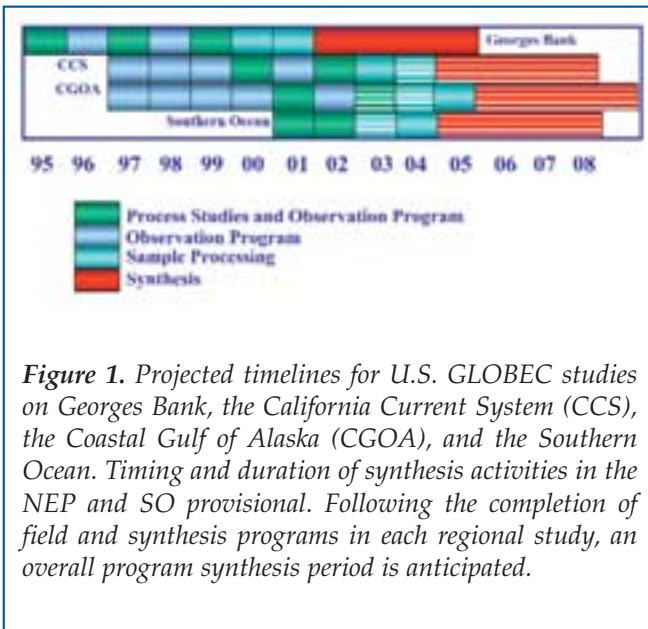 Georges Bank
CCS
CGOA
Southern Ocean
95 96 97 98 99 00 01 02 03 04 05 06 07 08
Process Studies and Observation Program
Observation Program
Sample Processing
Synthesis
Figure 1. Projected timelines for U.S. GLOBEC studies
on Georges Bank, the California Current System (CCS),
the Coastal Gulf of Alaska (CGOA), and the Southern
Ocean. Timing and duration of synthesis activities in the
NEP and SO provisional. Following the completion of
field and synthesis programs in each regional study, an
overall program synthesis period is anticipated.